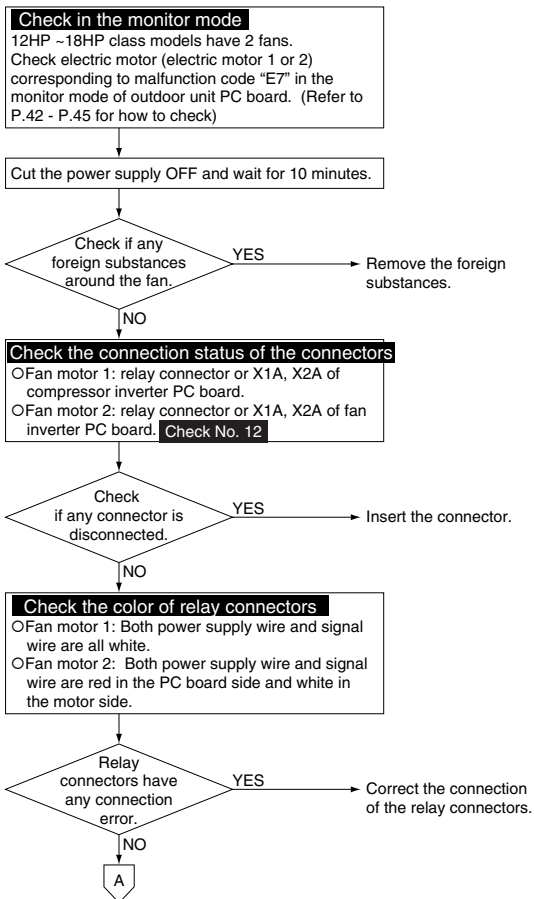 Check in the monitor mode
12HP ~18HP class models have 2 fans.
Check electric motor (electric motor 1 or 2)
corresponding to malfunction code “E7” in the
monitor mode of outdoor unit PC board. (Refer to
P.42 - P.45 for how to check)
Cut the power supply OFF and wait for 10 minutes.
Check if any
foreign substances
around the fan.
YES
Remove the foreign
substances.
NO
Check the connection status of the connectors
○Fan motor 1: relay connector or X1A, X2A of
compressor inverter PC board.
○Fan motor 2: relay connector or X1A, X2A of fan
inverter PC board. Check No. 12
Check
if any connector is
disconnected.
YES
Insert the connector.
NO
Check the color of relay connectors
○Fan motor 1: Both power supply wire and signal
wire are all white.
○Fan motor 2: Both power supply wire and signal
wire are red in the PC board side and white in
the motor side.
Relay
connectors have
any connection
error.
YES
Correct the connection
of the relay connectors.
NO
A